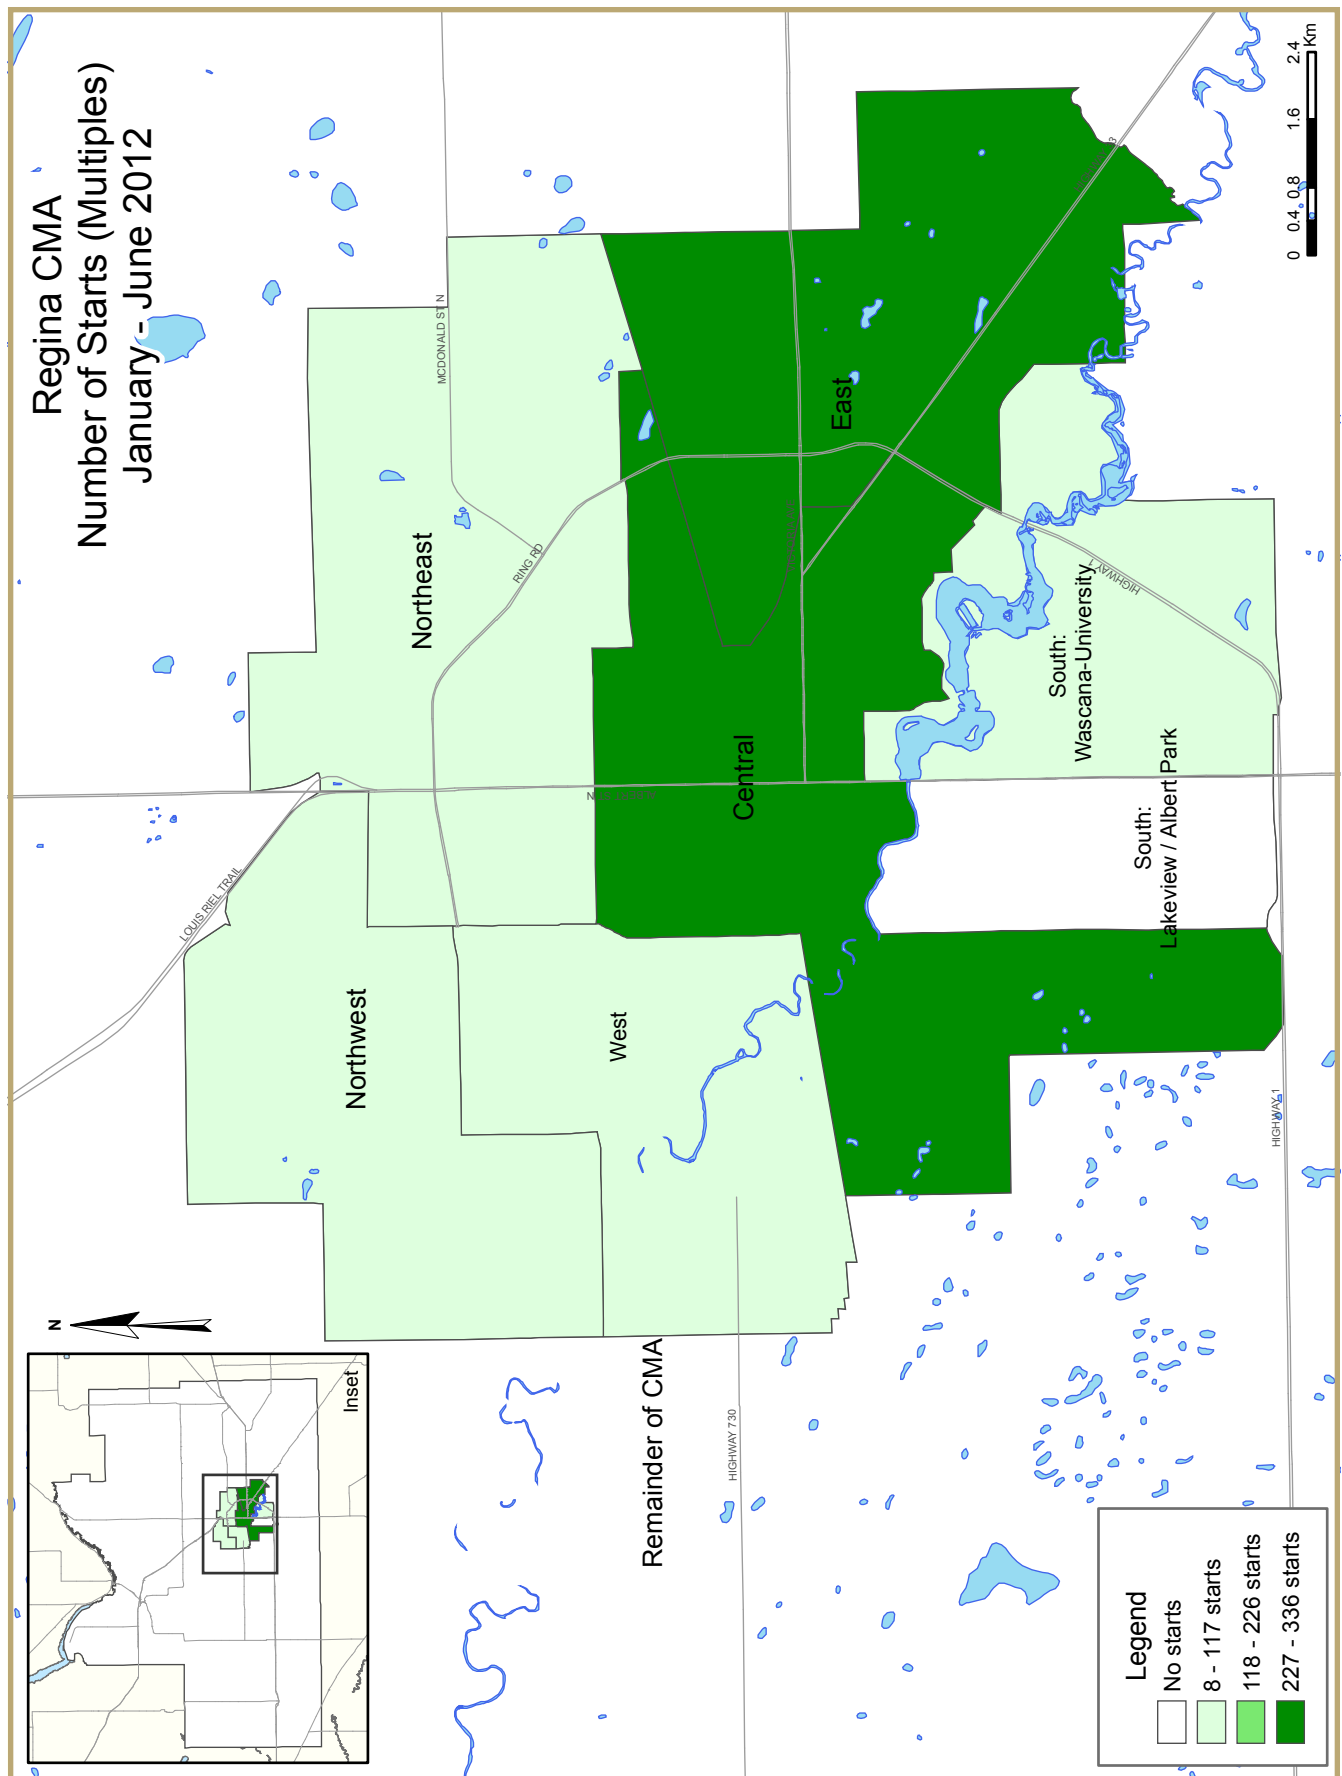 Regina CMA
Number of Starts (Multiples)
January - June 2012
N
Inset
LOUIS RIEL TRAIL
MCDONALD ST N
RING RD
Northeast
Northwest
West
Central
East
South:
Wascana-University
South:
Lakeview / Albert Park
HIGHWAY 1
HIGHWAY 1
Remainder of CMA
HIGHWAY 730
Legend
No starts
8 - 117 starts
118 - 226 starts
227 - 336 starts
0 0.4 0.8 1.6 2.4
Km